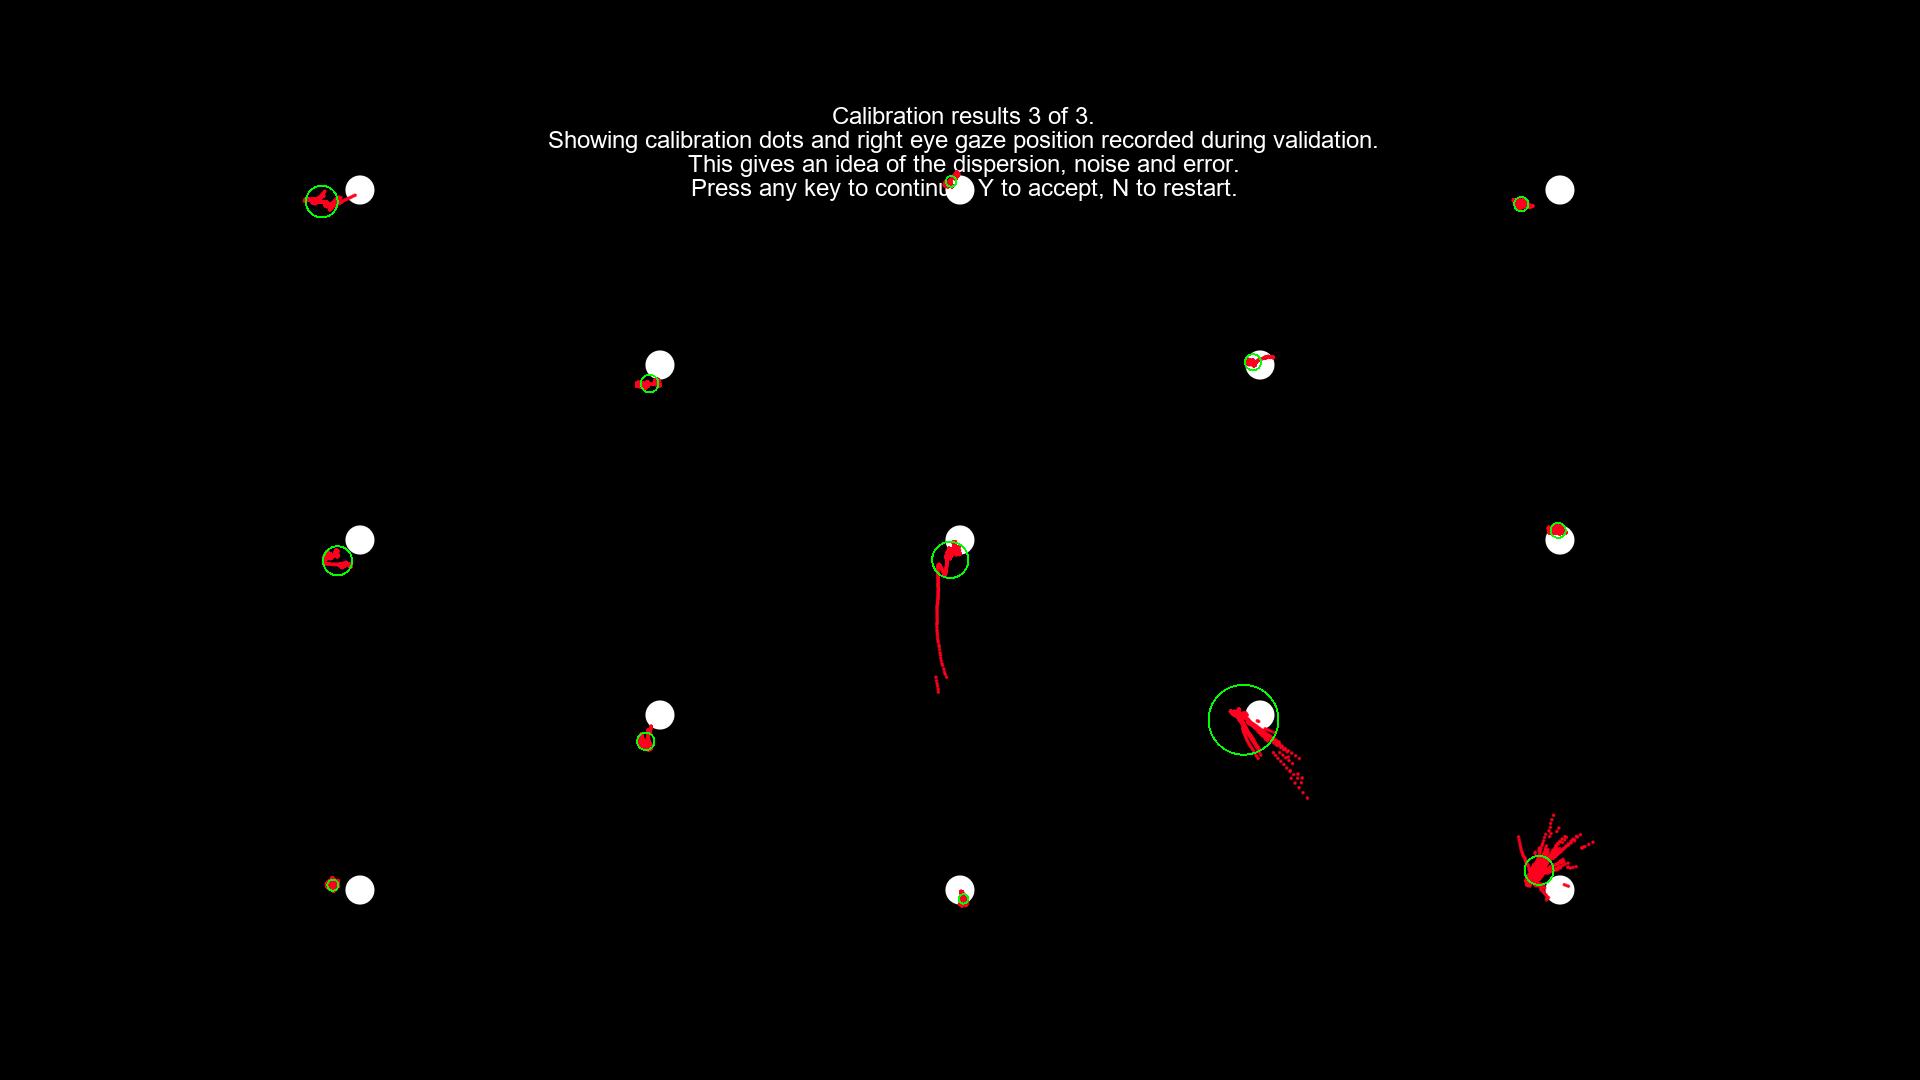 Calibration results 3 of 3.
Showing calibration dots and right eye gaze position recorded during validation.
This gives an idea of the dispersion, noise and error.
Press any key to continu Y to accept, N to restart.